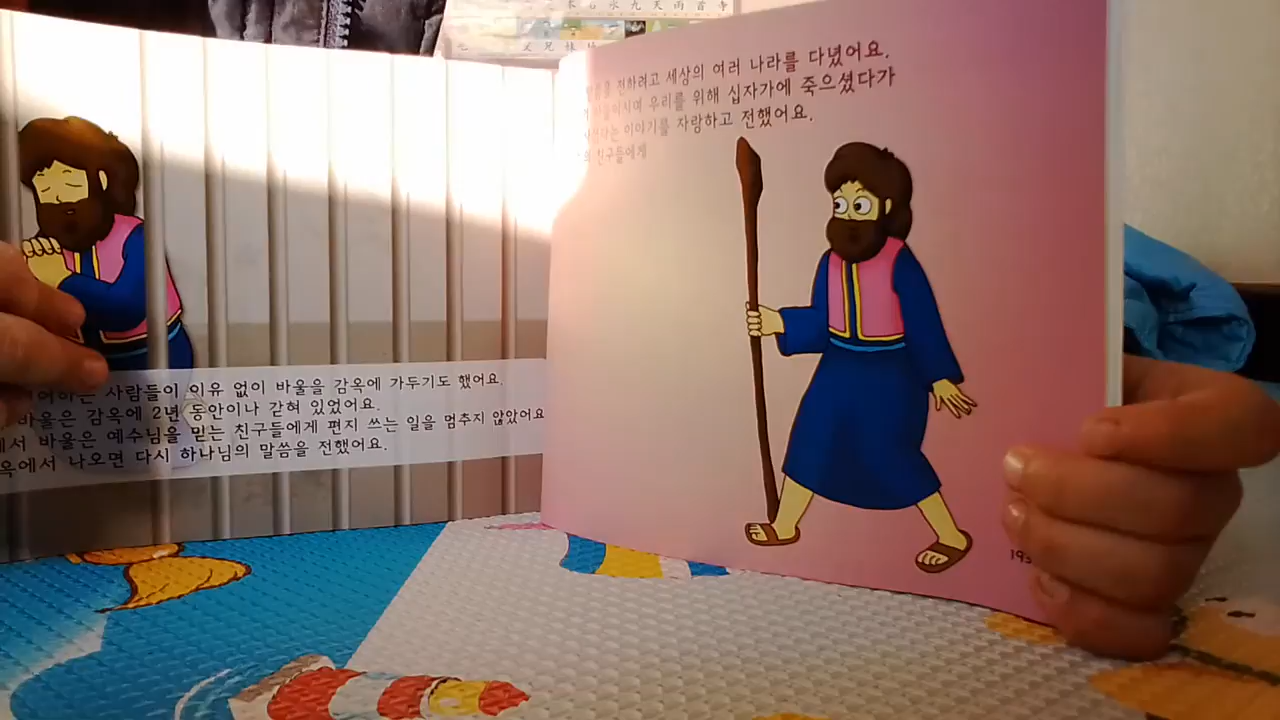 사람들이 이유 없이 바울을 감옥에 가두기도 했어요.
바울은 감옥에 2년 동안이나 갇혀 있었어요.
바울은 예수님을 믿는 친구들에게 편지 쓰는 일을 멈추지 않았어요
나오면 다시 하나님의 말씀을 전했어요.
전하려고 세상의 여러 나라를 다녔어요.
우리를 위해 십자가에 죽으셨다가
이야기를 자랑하고 전했어요.
친구들에게